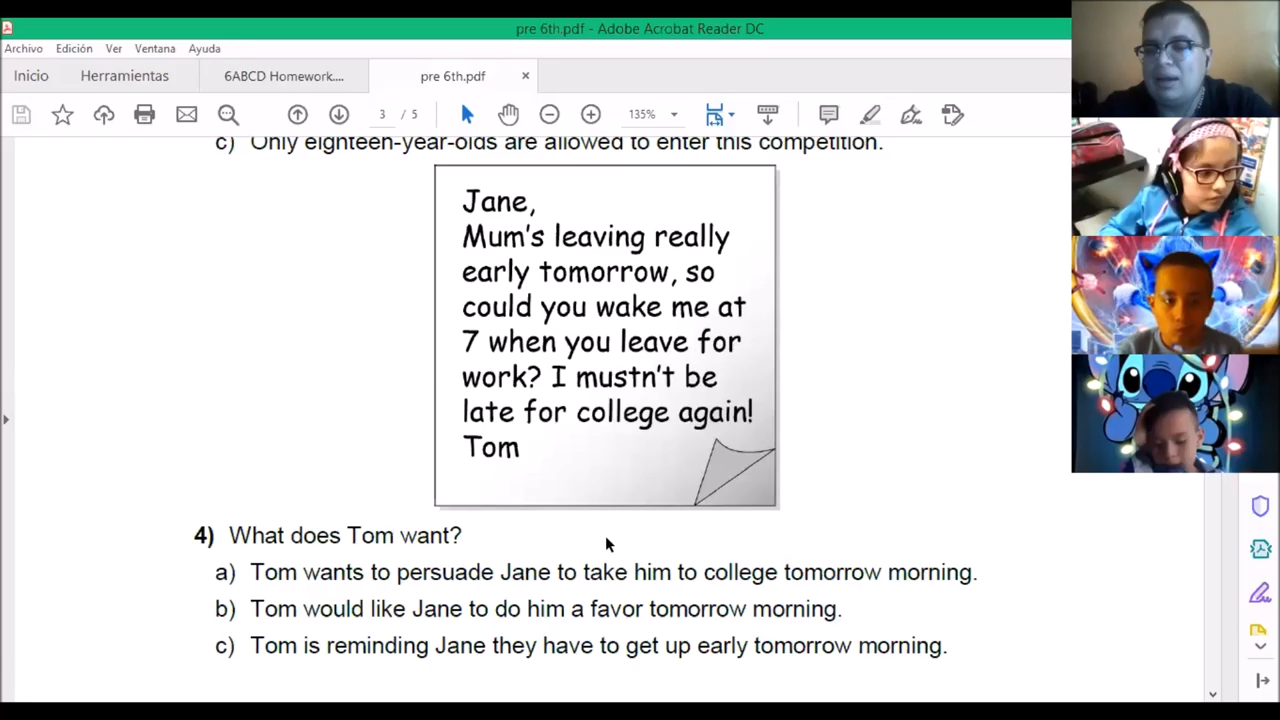 pre 6th.pdf - Adobe Acrobat Reader DC
Archivo Edición Ver Ventana Ayuda
Inicio Herramientas 6ABCD Homework.... pre 6th.pdf ×
3 / 5 135%
c) Only eighteen-year-olds are allowed to enter this competition.
Jane,
Mum's leaving really
early tomorrow, so
could you wake me at
7 when you leave for
work? I mustn't be
late for college again!
Tom
4) What does Tom want?
a) Tom wants to persuade Jane to take him to college tomorrow morning.
b) Tom would like Jane to do him a favor tomorrow morning.
c) Tom is reminding Jane they have to get up early tomorrow morning.